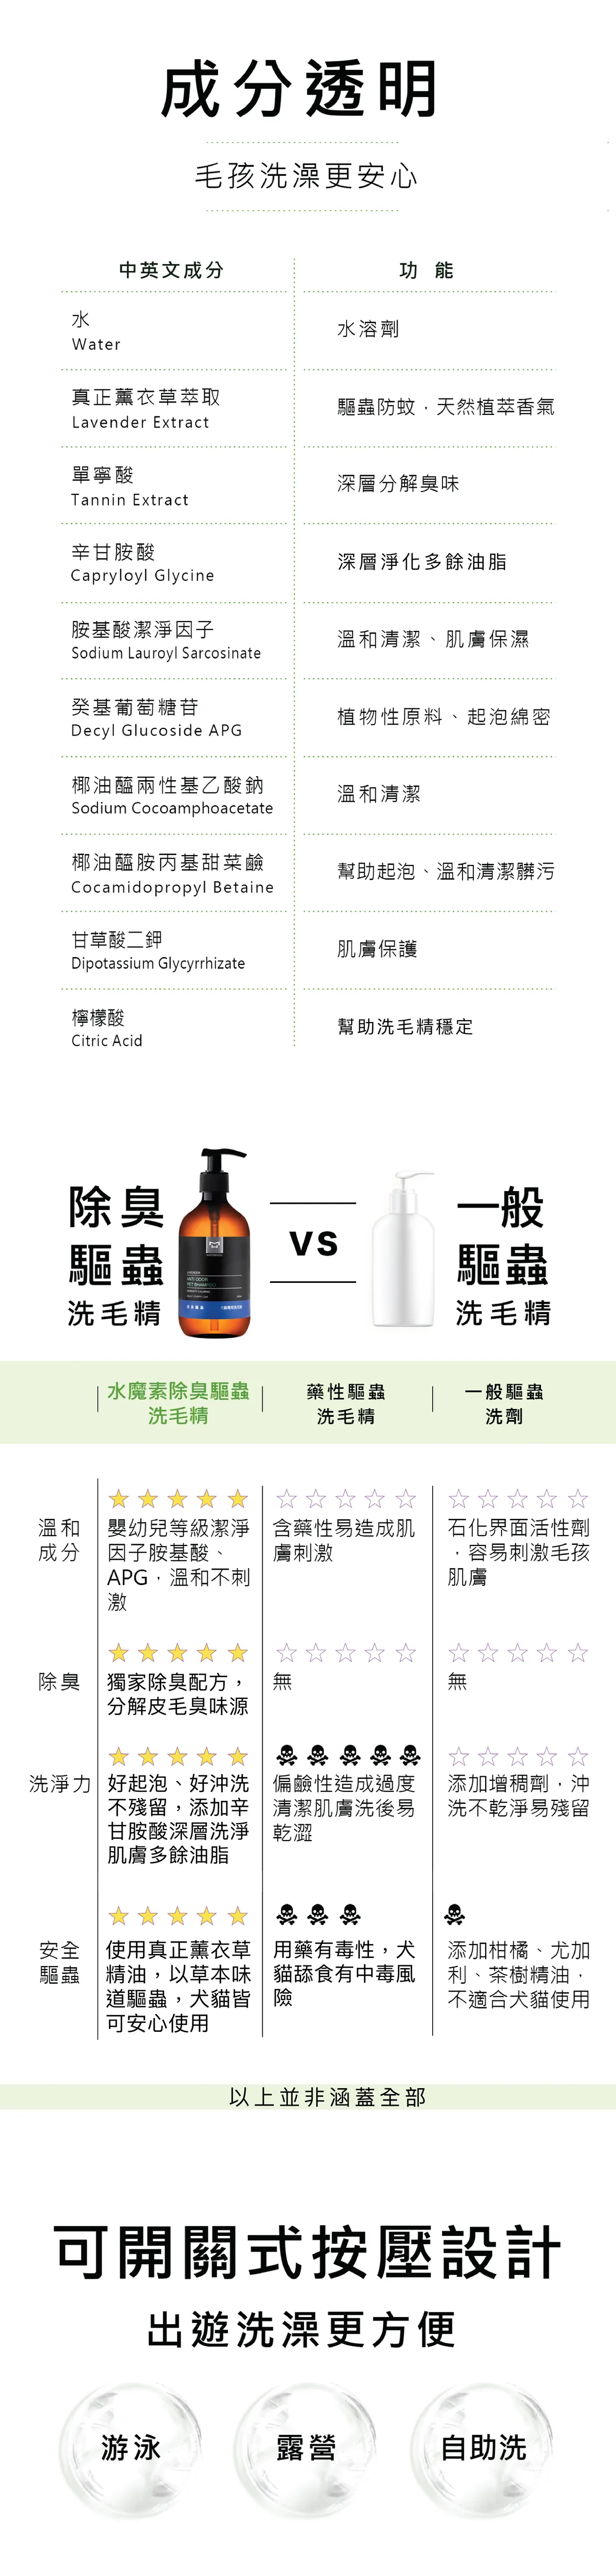 成分透明
毛孩洗澡更安心
中英文成分
功 能
水
Water
水溶劑
真正薰衣草萃取
Lavender Extract
驅蟲防蚊，天然植萃香氣
單寧酸
Tannin Extract
深層分解臭味
辛甘胺酸
Capryloyl Glycine
深層淨化多餘油脂
胺基酸潔淨因子
Sodium Lauroyl Sarcosinate
溫和清潔、肌膚保濕
癸基葡萄糖苷
Decyl Glucoside APG
植物性原料、起泡綿密
椰油醯兩性基乙酸鈉
Sodium Cocoamphoacetate
溫和清潔
椰油醯胺丙基甜菜鹼
Cocamidopropyl Betaine
幫助起泡、溫和清潔髒污
甘草酸二鉀
Dipotassium Glycyrrhizate
肌膚保護
檸檬酸
Citric Acid
幫助洗毛精穩定
除臭
驅蟲
洗毛精
ANTI ODOR
PET SHAMPOO
VS
一般
驅蟲
洗毛精
水魔素除臭驅蟲
洗毛精
藥性驅蟲
洗毛精
一般驅蟲
洗劑
溫和
成分
嬰幼兒等級潔淨
因子胺基酸、
APG，溫和不刺
激
含藥性易造成肌
膚刺激
石化界面活性劑
，容易刺激毛孩
肌膚
除臭
獨家除臭配方，
分解皮毛臭味源
無
無
洗淨力
好起泡、好沖洗
不殘留，添加辛
甘胺酸深層洗淨
肌膚多餘油脂
偏鹼性造成過度
清潔肌膚洗後易
乾澀
添加增稠劑，沖
洗不乾淨易殘留
安全
驅蟲
使用真正薰衣草
精油，以草本味
道驅蟲，犬貓皆
可安心使用
用藥有毒性，犬
貓舔食有中毒風
險
添加柑橘、尤加
利、茶樹精油，
不適合犬貓使用
以上並非涵蓋全部
可開關式按壓設計
出遊洗澡更方便
游泳
露營
自助洗